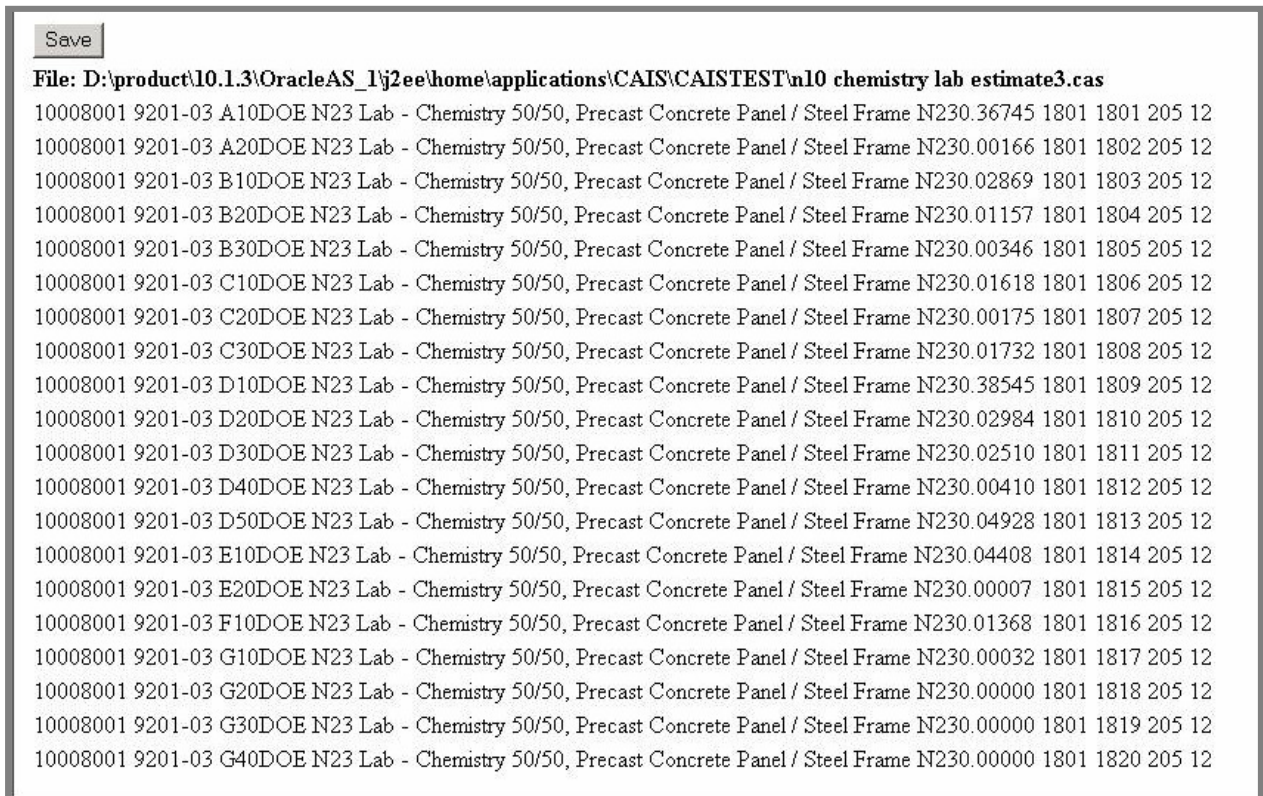 Save
File: D:\product\10.1.3\OracleAS_1\j2ee\home\applications\CAIS\CAISTEST\n10 chemistry lab estimate3.cas
10008001 9201-03 A10DOE N23 Lab - Chemistry 50/50, Precast Concrete Panel / Steel Frame N230.36745 1801 1801 205 12
10008001 9201-03 A20DOE N23 Lab - Chemistry 50/50, Precast Concrete Panel / Steel Frame N230.00166 1801 1802 205 12
10008001 9201-03 B10DOE N23 Lab - Chemistry 50/50, Precast Concrete Panel / Steel Frame N230.02869 1801 1803 205 12
10008001 9201-03 B20DOE N23 Lab - Chemistry 50/50, Precast Concrete Panel / Steel Frame N230.01157 1801 1804 205 12
10008001 9201-03 B30DOE N23 Lab - Chemistry 50/50, Precast Concrete Panel / Steel Frame N230.00346 1801 1805 205 12
10008001 9201-03 C10DOE N23 Lab - Chemistry 50/50, Precast Concrete Panel / Steel Frame N230.01618 1801 1806 205 12
10008001 9201-03 C20DOE N23 Lab - Chemistry 50/50, Precast Concrete Panel / Steel Frame N230.00175 1801 1807 205 12
10008001 9201-03 C30DOE N23 Lab - Chemistry 50/50, Precast Concrete Panel / Steel Frame N230.01732 1801 1808 205 12
10008001 9201-03 D10DOE N23 Lab - Chemistry 50/50, Precast Concrete Panel / Steel Frame N230.38545 1801 1809 205 12
10008001 9201-03 D20DOE N23 Lab - Chemistry 50/50, Precast Concrete Panel / Steel Frame N230.02984 1801 1810 205 12
10008001 9201-03 D30DOE N23 Lab - Chemistry 50/50, Precast Concrete Panel / Steel Frame N230.02510 1801 1811 205 12
10008001 9201-03 D40DOE N23 Lab - Chemistry 50/50, Precast Concrete Panel / Steel Frame N230.00410 1801 1812 205 12
10008001 9201-03 D50DOE N23 Lab - Chemistry 50/50, Precast Concrete Panel / Steel Frame N230.04928 1801 1813 205 12
10008001 9201-03 E10DOE N23 Lab - Chemistry 50/50, Precast Concrete Panel / Steel Frame N230.04408 1801 1814 205 12
10008001 9201-03 E20DOE N23 Lab - Chemistry 50/50, Precast Concrete Panel / Steel Frame N230.00007 1801 1815 205 12
10008001 9201-03 F10DOE N23 Lab - Chemistry 50/50, Precast Concrete Panel / Steel Frame N230.01368 1801 1816 205 12
10008001 9201-03 G10DOE N23 Lab - Chemistry 50/50, Precast Concrete Panel / Steel Frame N230.00032 1801 1817 205 12
10008001 9201-03 G20DOE N23 Lab - Chemistry 50/50, Precast Concrete Panel / Steel Frame N230.00000 1801 1818 205 12
10008001 9201-03 G30DOE N23 Lab - Chemistry 50/50, Precast Concrete Panel / Steel Frame N230.00000 1801 1819 205 12
10008001 9201-03 G40DOE N23 Lab - Chemistry 50/50, Precast Concrete Panel / Steel Frame N230.00000 1801 1820 205 12